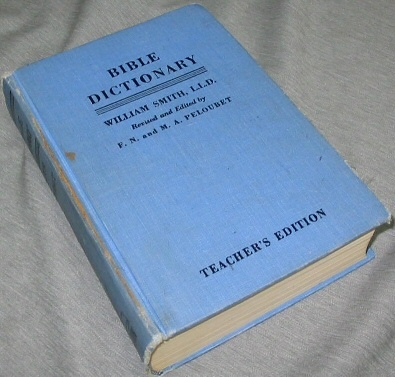 BIBLE
DICTIONARY
WILLIAM SMITH, LL.D.
Revised and Edited by
F. N. and M. A. PELOUBET
TEACHER'S EDITION